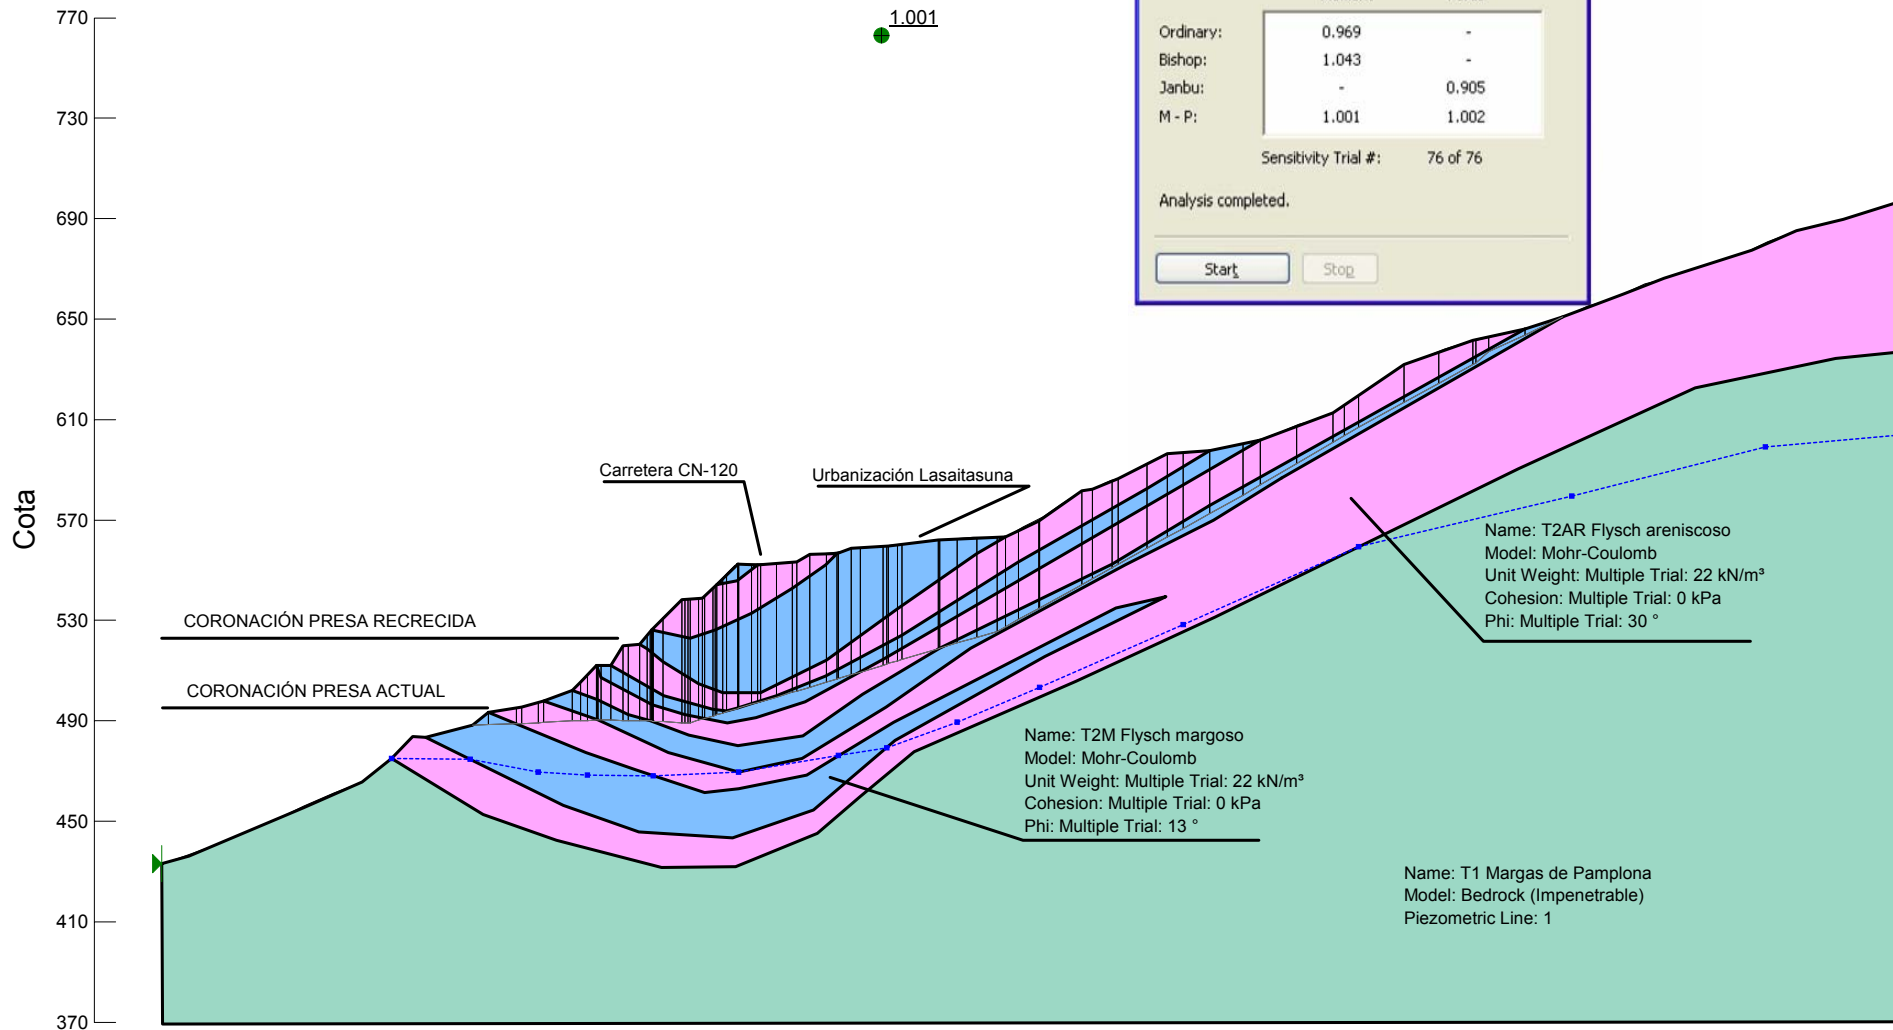 770
730
690
650
610
570
530
490
450
410
370
Cota
1.001
Ordinary: 0.969 -
Bishop: 1.043 -
Janbu: - 0.905
M - P: 1.001 1.002
Sensitivity Trial #: 76 of 76
Analysis completed.
Start Stop
Carretera CN-120
Urbanización Lasaitasuna
CORONACIÓN PRESA RECRECIDA
CORONACIÓN PRESA ACTUAL
Name: T2AR Flysch areniscoso
Model: Mohr-Coulomb
Unit Weight: Multiple Trial: 22 kN/m³
Cohesion: Multiple Trial: 0 kPa
Phi: Multiple Trial: 30 °
Name: T2M Flysch margoso
Model: Mohr-Coulomb
Unit Weight: Multiple Trial: 22 kN/m³
Cohesion: Multiple Trial: 0 kPa
Phi: Multiple Trial: 13 °
Name: T1 Margas de Pamplona
Model: Bedrock (Impenetrable)
Piezometric Line: 1